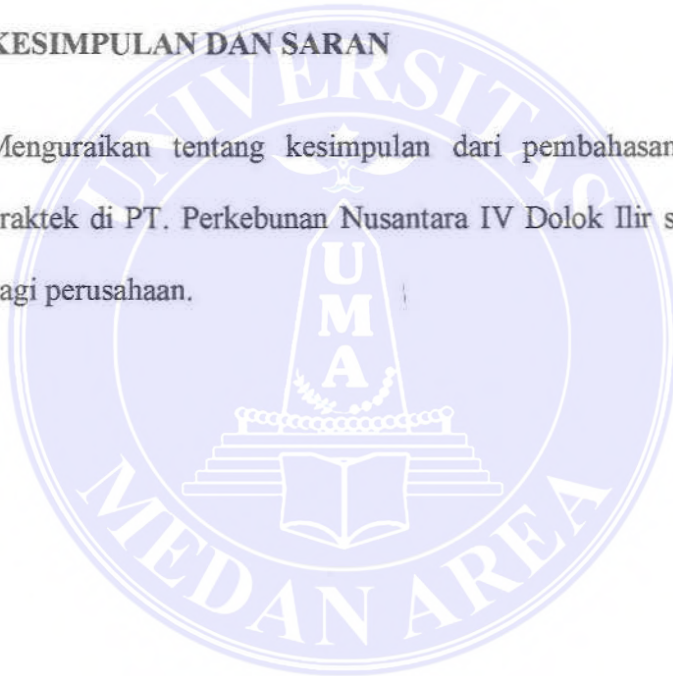 KESIMPULAN DAN SARAN
Menguraikan tentang kesimpulan dari pembahasan
raktek di PT. Perkebunan Nusantara IV Dolok Ilir s
agi perusahaan.
UNIVERSITAS
UMA
MEDAN AREA